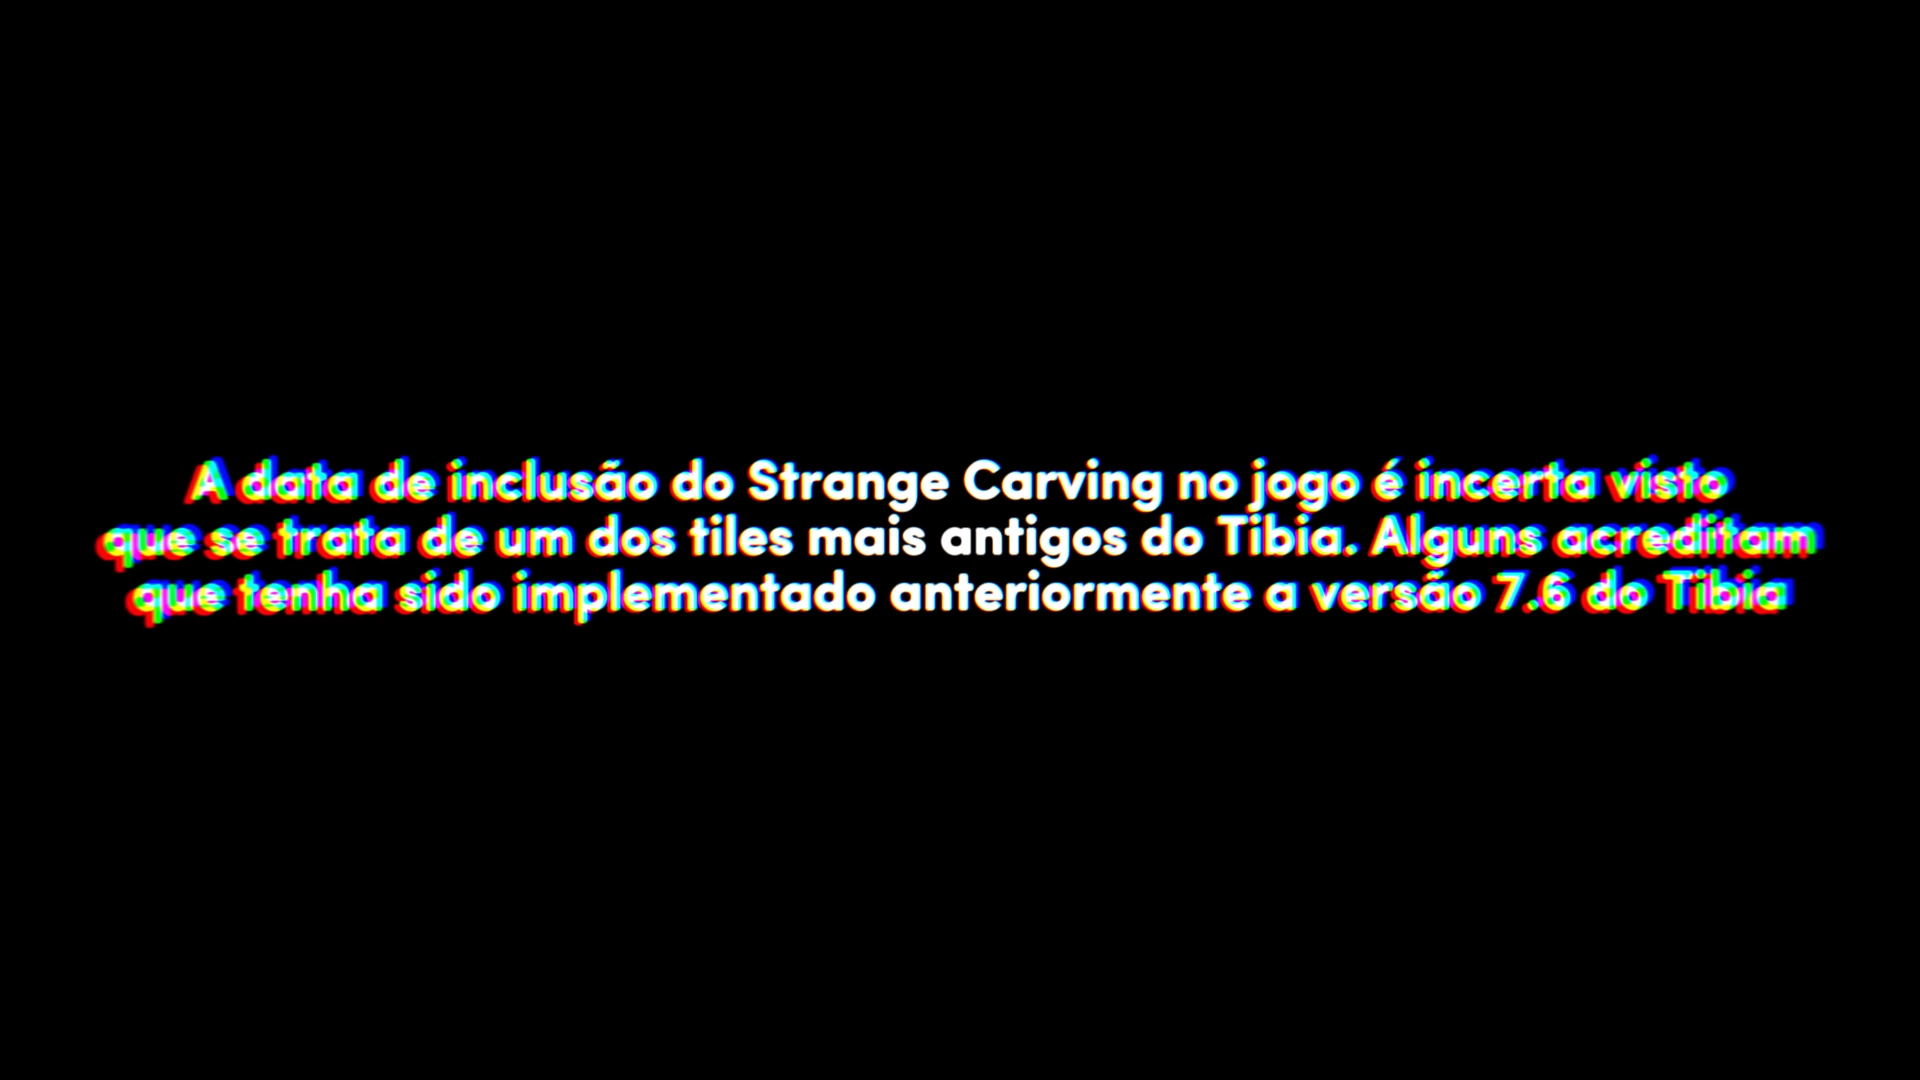 A data de inclusão do Strange Carving no jogo é incerta visto
que se trata de um dos tiles mais antigos do Tibia. Alguns acreditam
que tenha sido implementado anteriormente a versão 7.6 do Tibia